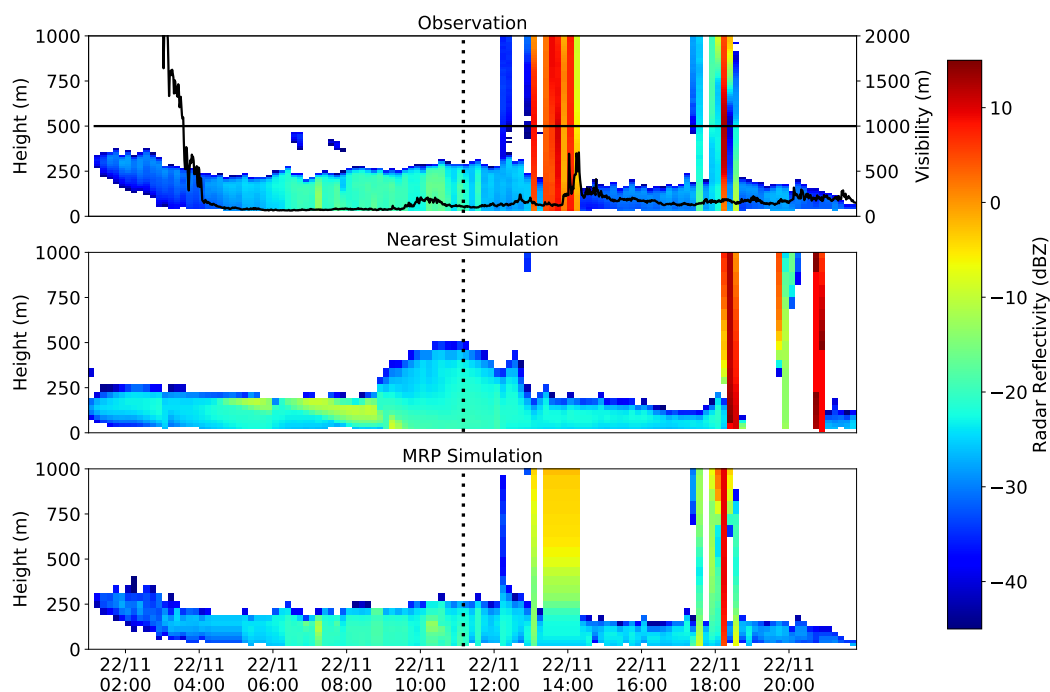 Observation
1000
750
500
250
0
Height (m)
2000
1500
1000
500
0
Visibility (m)
Nearest Simulation
1000
750
500
250
0
Height (m)
MRP Simulation
1000
750
500
250
0
Height (m)
22/11 22/11 22/11 22/11 22/11 22/11 22/11 22/11 22/11 22/11
02:00 04:00 06:00 08:00 10:00 12:00 14:00 16:00 18:00 20:00
10
0
−10
−20
−30
−40
Radar Reflectivity (dBZ)